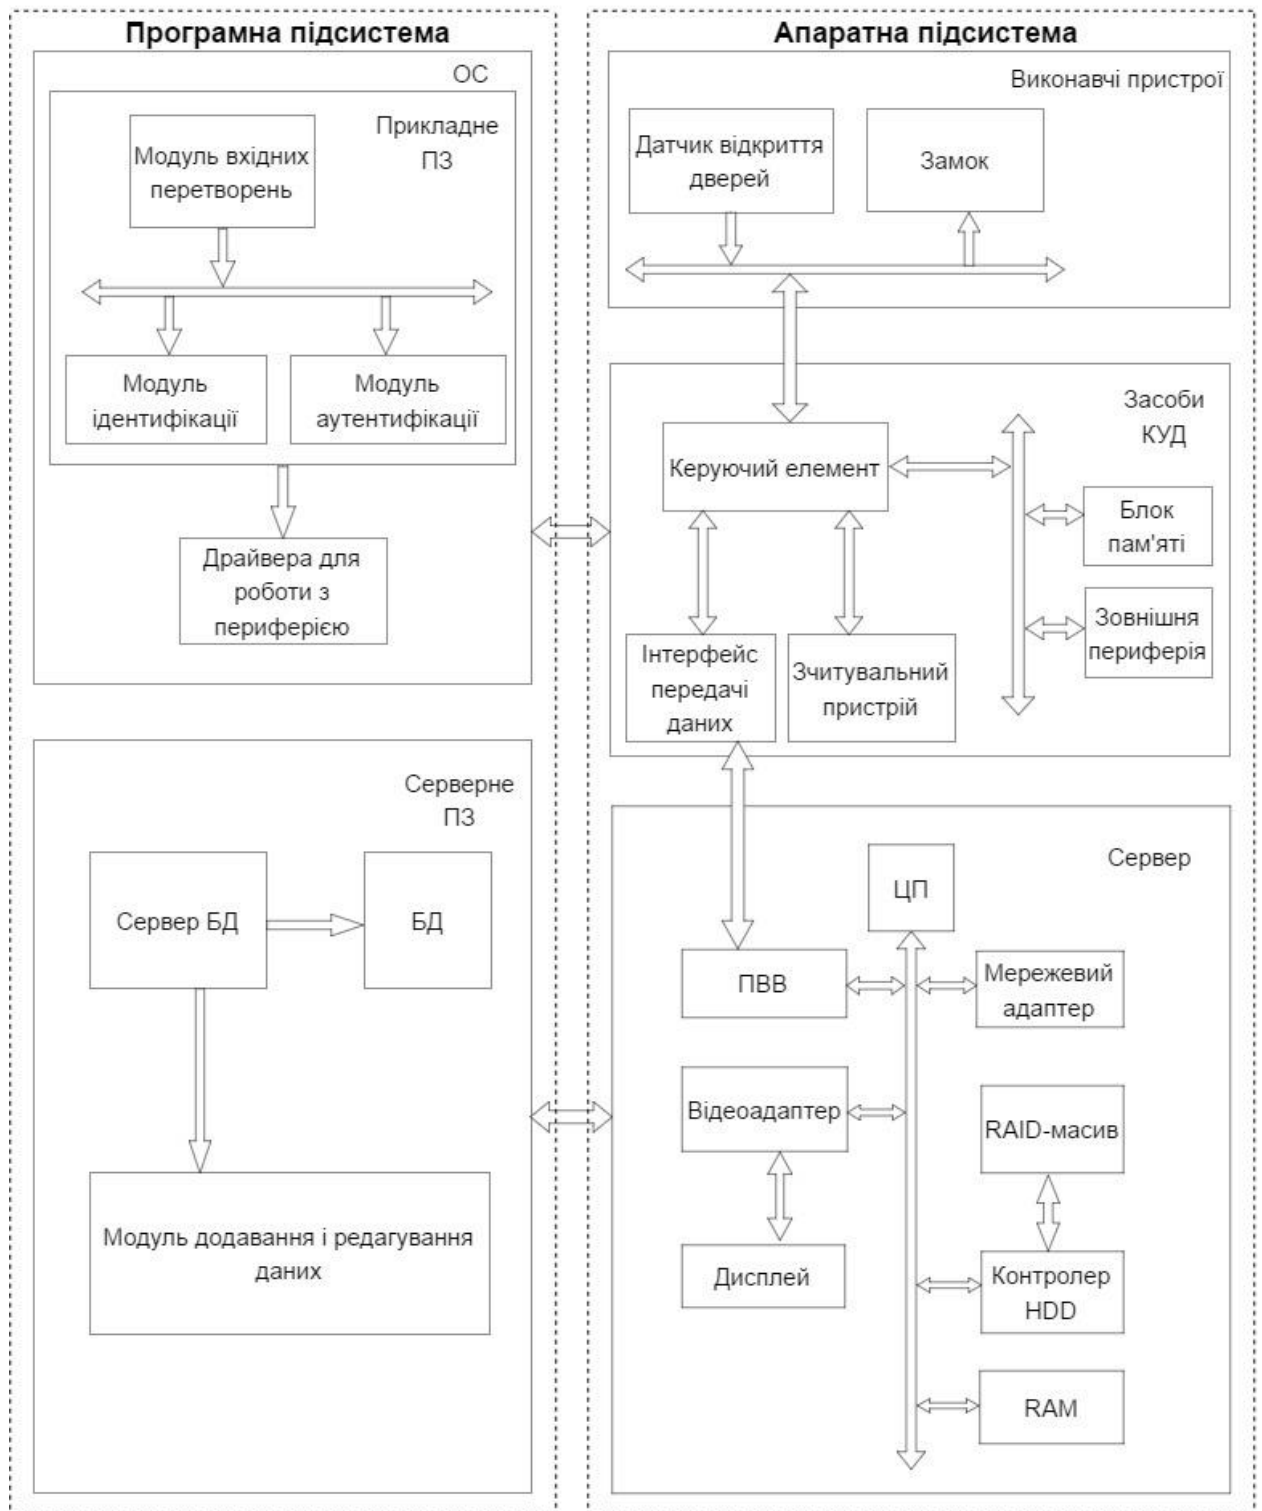 Програмна підсистема
ОС
Прикладне
ПЗ
Модуль вхідних
перетворень
Модуль
ідентифікації
Модуль
аутентифікації
Драйвера для
роботи з
периферією
Серверне
ПЗ
Сервер БД
БД
Модуль додавання і редагування
даних
Апаратна підсистема
Виконавчі пристрої
Датчик відкриття
дверей
Замок
Засоби
КУД
Керуючий елемент
Блок
пам'яті
Зовнішня
периферія
Інтерфейс
передачі
даних
Зчитувальний
пристрій
Сервер
ЦП
ПВВ
Мережевий
адаптер
Відеоадаптер
RAID-масив
Дисплей
Контролер
HDD
RAM